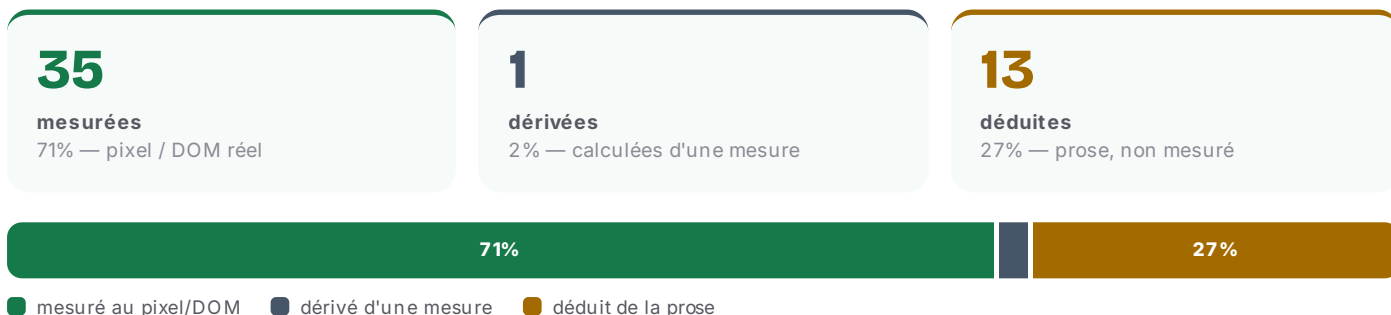 35
mesurées
71% — pixel / DOM réel
1
dérivées
2% — calculées d'une mesure
13
déduites
27% — prose, non mesuré
71%
27%
mesuré au pixel/DOM
dérivé d'une mesure
déduit de la prose